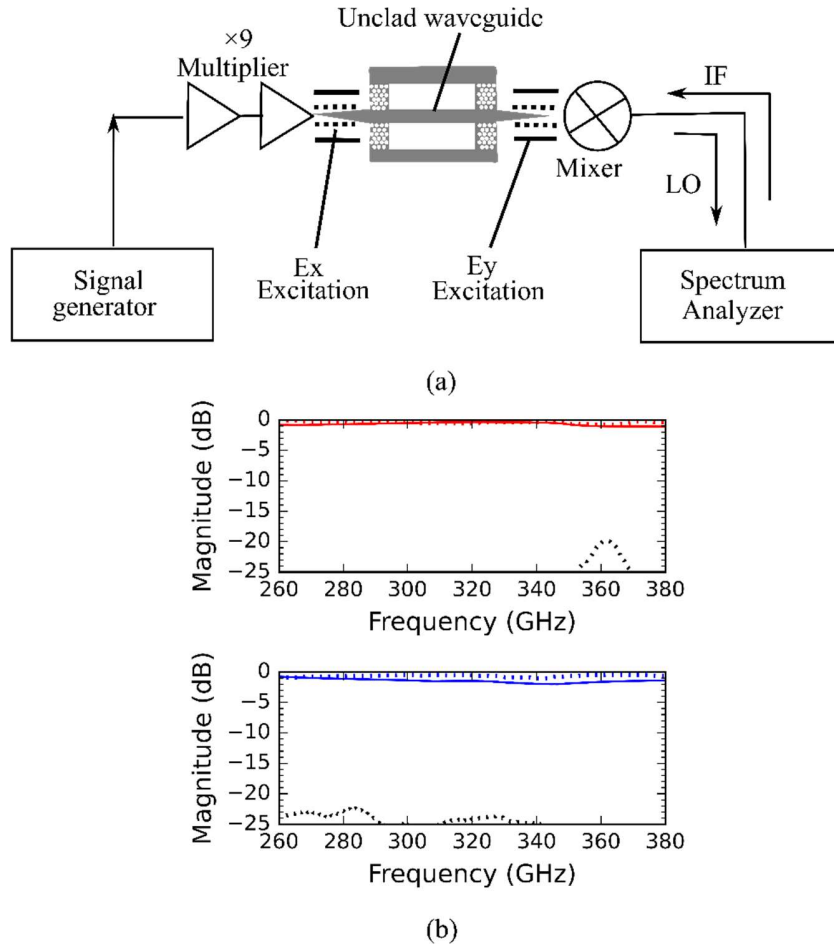 Unclad waveguide
×9
Multiplier
IF
Mixer
LO
Signal
generator
Ex
Excitation
Ey
Excitation
Spectrum
Analyzer
(a)
Magnitude (dB)
0
−5
−10
−15
−20
−25
260 280 300 320 340 360 380
Frequency (GHz)
Magnitude (dB)
0
−5
−10
−15
−20
−25
260 280 300 320 340 360 380
Frequency (GHz)
(b)